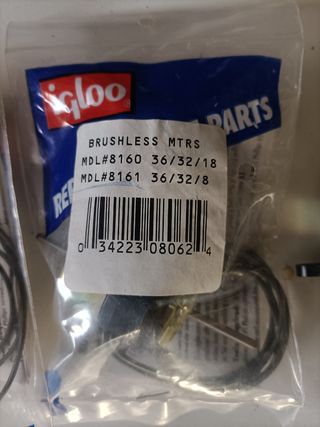 igloo
PARTS
BRUSHLESS MTRS
MDL#8160 36/32/18
MDL#8161 36/32/8
0 34223 08062 4